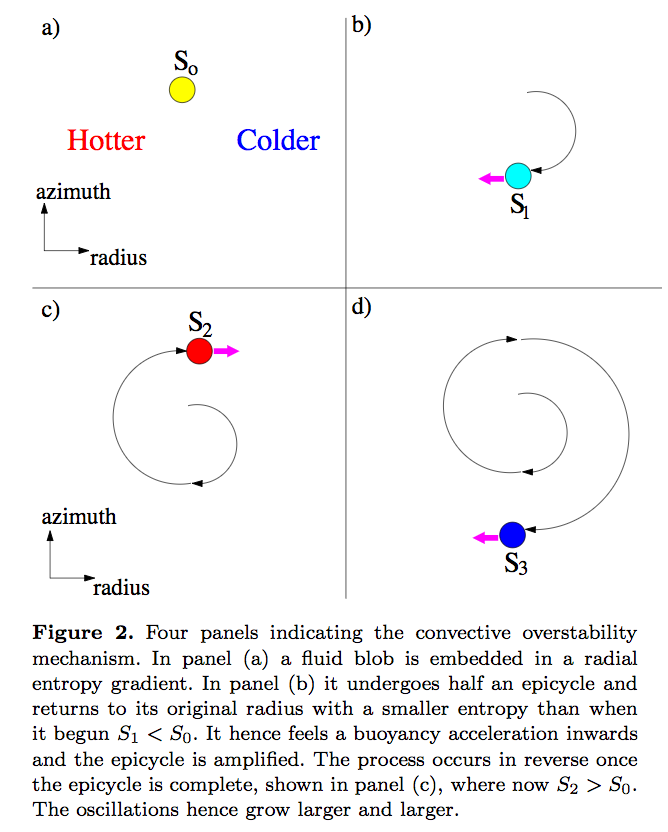 a)
S₀
Hotter Colder
azimuth
radius
b)
S₁
c)
S₂
azimuth
radius
d)
S₃
Figure 2. Four panels indicating the convective overstability
mechanism. In panel (a) a fluid blob is embedded in a radial
entropy gradient. In panel (b) it undergoes half an epicycle and
returns to its original radius with a smaller entropy than when
it begun S₁ < S₀. It hence feels a buoyancy acceleration inwards
and the epicycle is amplified. The process occurs in reverse once
the epicycle is complete, shown in panel (c), where now S₂ > S₀.
The oscillations hence grow larger and larger.